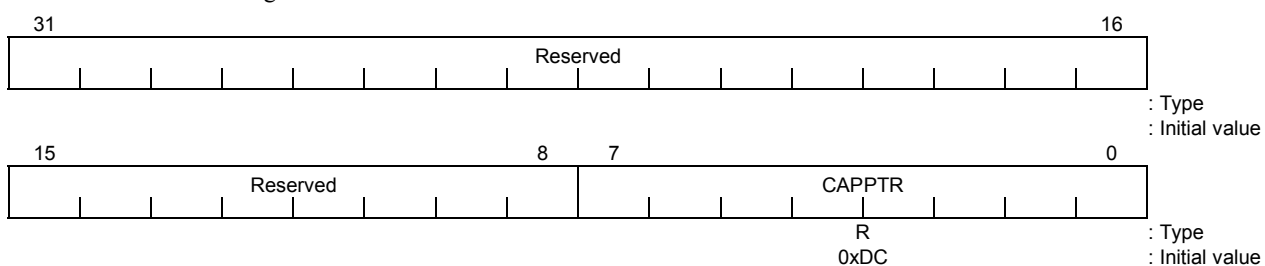 31 16
Reserved
: Type
: Initial value
15 8 7 0
Reserved CAPPTR
R : Type
0xDC : Initial value